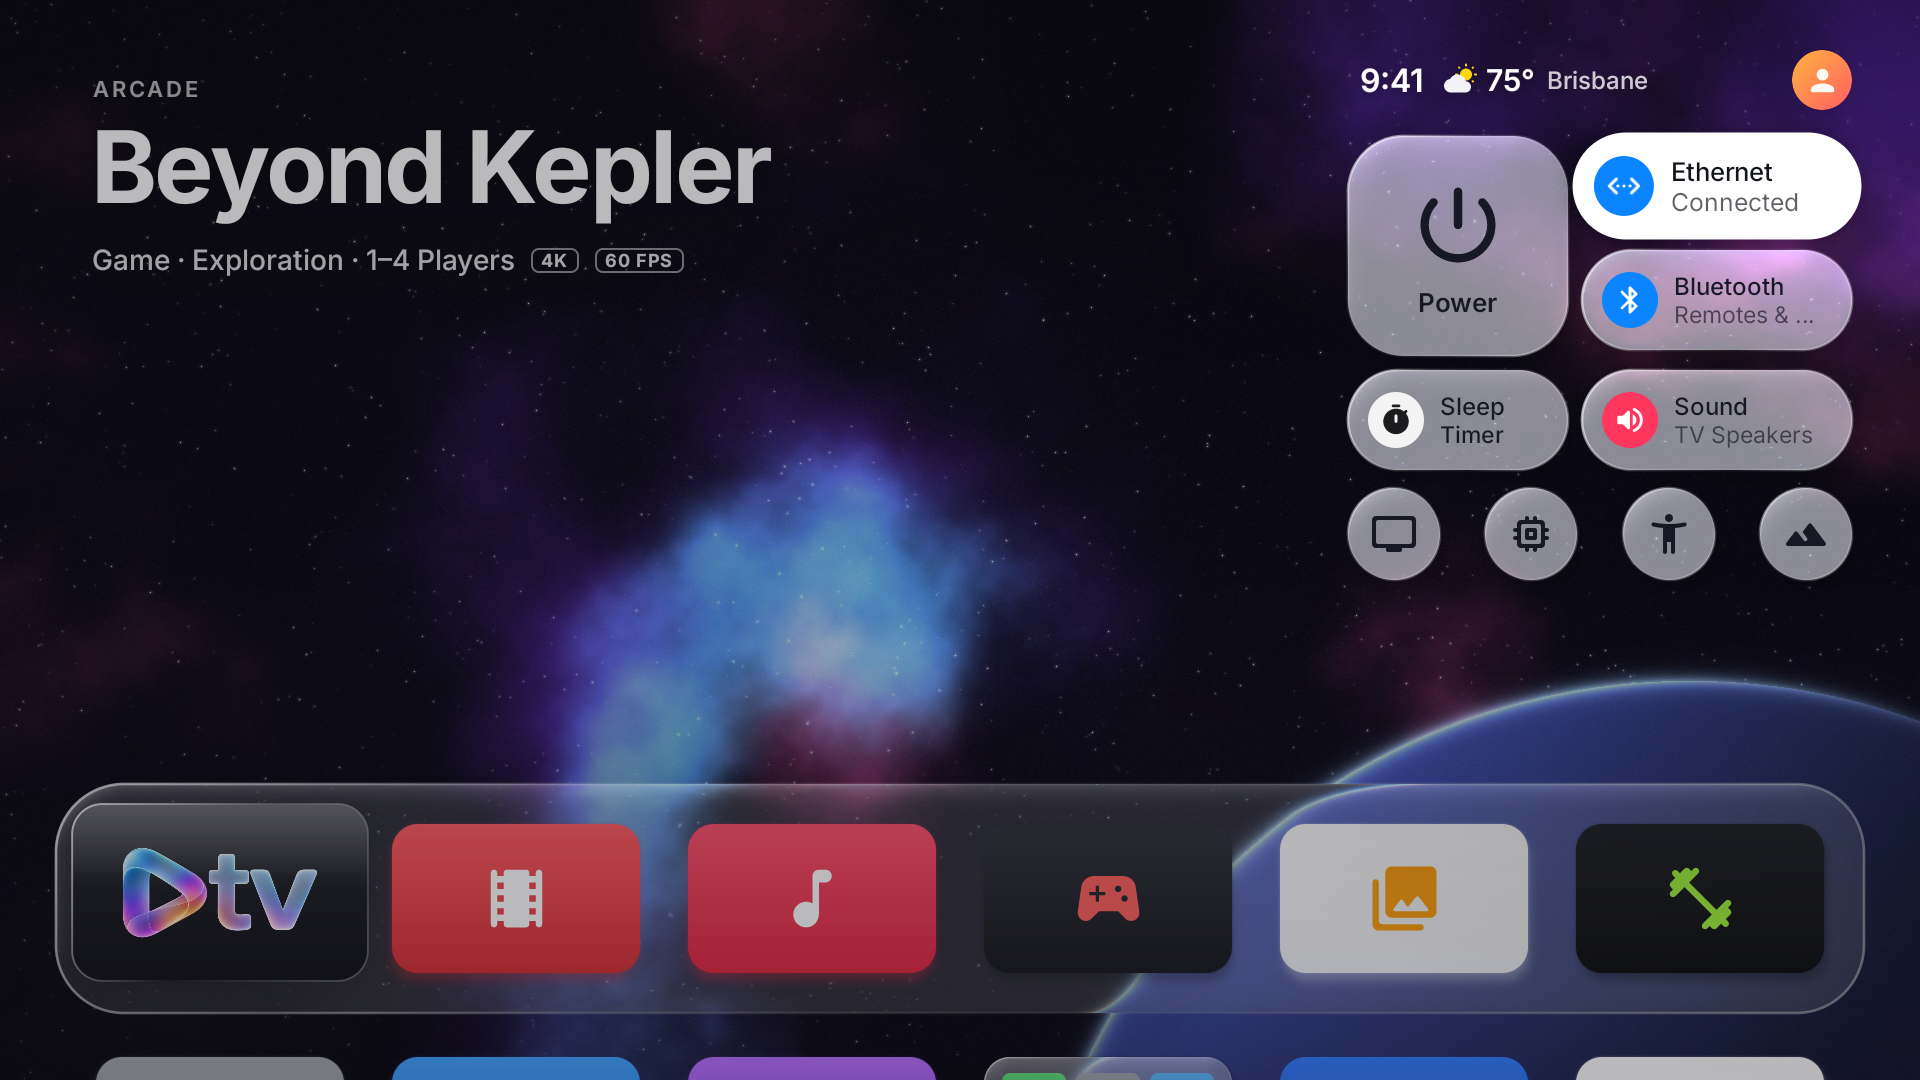 ARCADE
Beyond Kepler
Game · Exploration · 1–4 Players 4K 60 FPS
9:41 75° Brisbane
Power
Ethernet
Connected
Bluetooth
Remotes & ...
Sleep
Timer
Sound
TV Speakers
tv